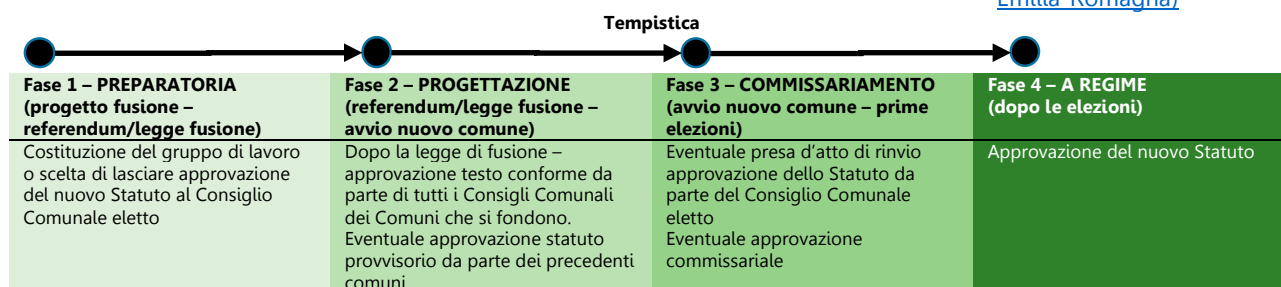 Emilia-Romagna)
Tempistica
Fase 1 – PREPARATORIA
(progetto fusione –
referendum/legge fusione)
Costituzione del gruppo di lavoro
o scelta di lasciare approvazione
del nuovo Statuto al Consiglio
Comunale eletto
Fase 2 – PROGETTAZIONE
(referendum/legge fusione –
avvio nuovo comune)
Dopo la legge di fusione –
approvazione testo conforme da
parte di tutti i Consigli Comunali
dei Comuni che si fondono.
Eventuale approvazione statuto
provvisorio da parte dei precedenti
comuni
Fase 3 – COMMISSARIAMENTO
(avvio nuovo comune – prime
elezioni)
Eventuale presa d’atto di rinvio
approvazione dello Statuto da
parte del Consiglio Comunale
eletto
Eventuale approvazione
commissariale
Fase 4 – A REGIME
(dopo le elezioni)
Approvazione del nuovo Statuto